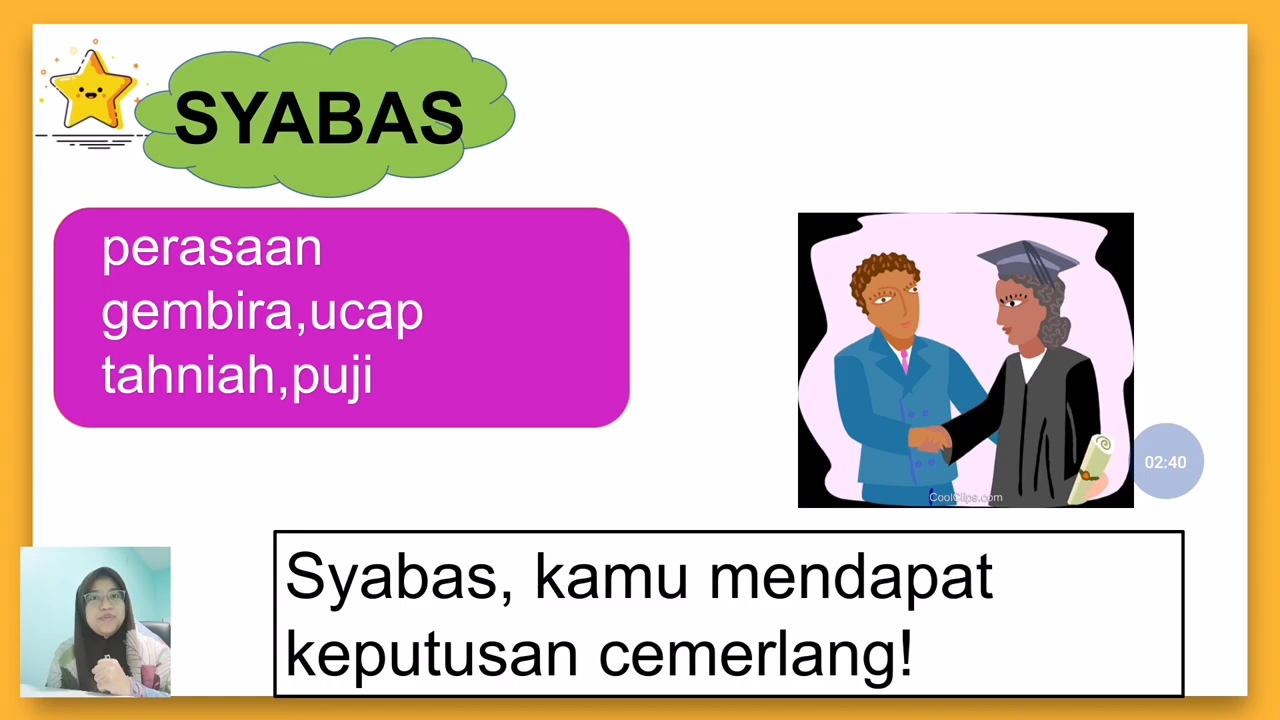 SYABAS
perasaan
gembira,ucap
tahniah,puji
CoolClips.com
02:40
Syabas, kamu mendapat
keputusan cemerlang!